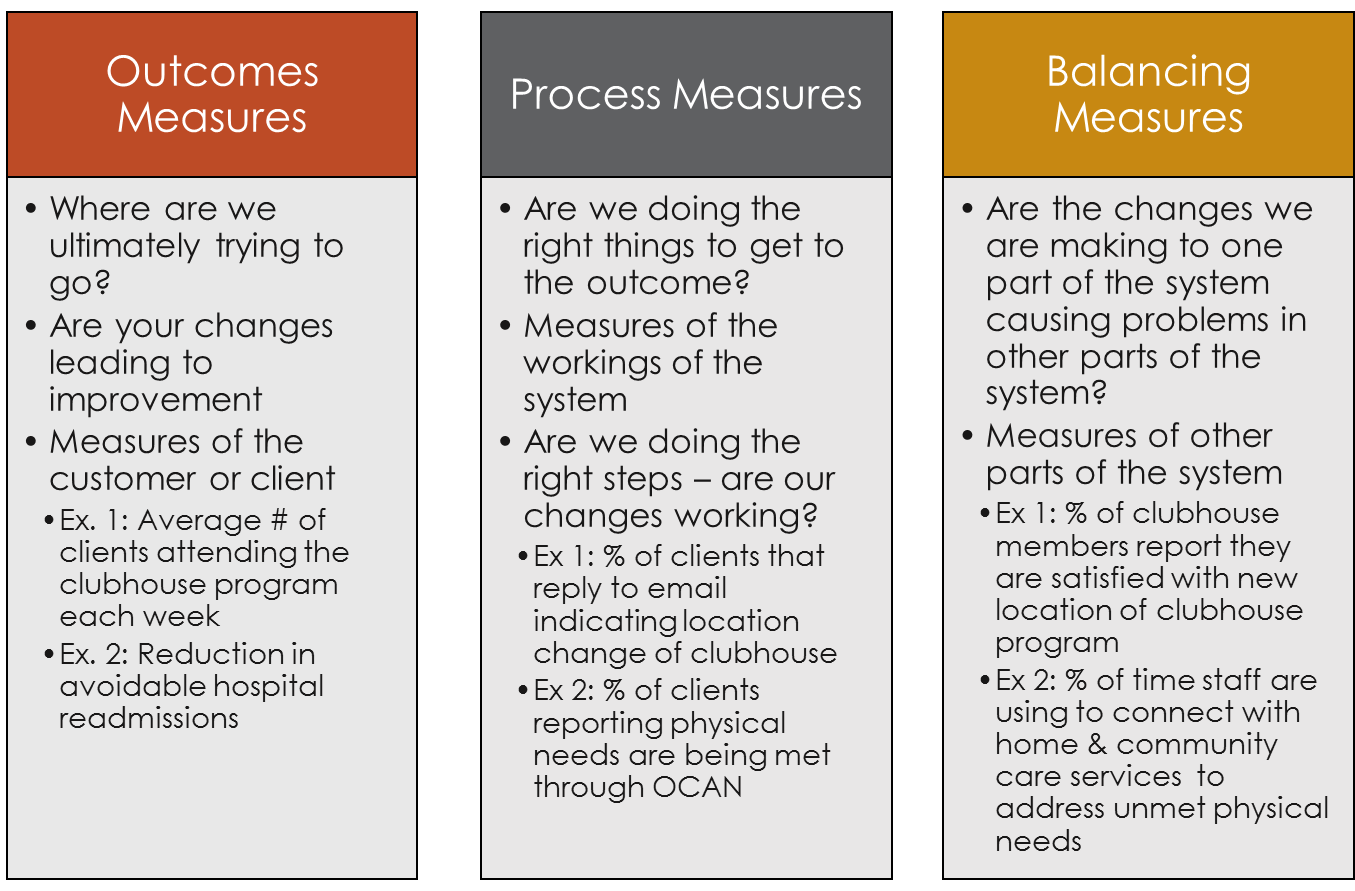 Outcomes
Measures
• Where are we
ultimately trying to
go?
• Are your changes
leading to
improvement
• Measures of the
customer or client
•Ex. 1: Average # of
clients attending the
clubhouse program
each week
•Ex. 2: Reduction in
avoidable hospital
readmissions
Process Measures
• Are we doing the
right things to get to
the outcome?
• Measures of the
workings of the
system
• Are we doing the
right steps – are our
changes working?
•Ex 1: % of clients that
reply to email
indicating location
change of clubhouse
•Ex 2: % of clients
reporting physical
needs are being met
through OCAN
Balancing
Measures
• Are the changes we
are making to one
part of the system
causing problems in
other parts of the
system?
• Measures of other
parts of the system
•Ex 1: % of clubhouse
members report they
are satisfied with new
location of clubhouse
program
•Ex 2: % of time staff are
using to connect with
home & community
care services to
address unmet physical
needs